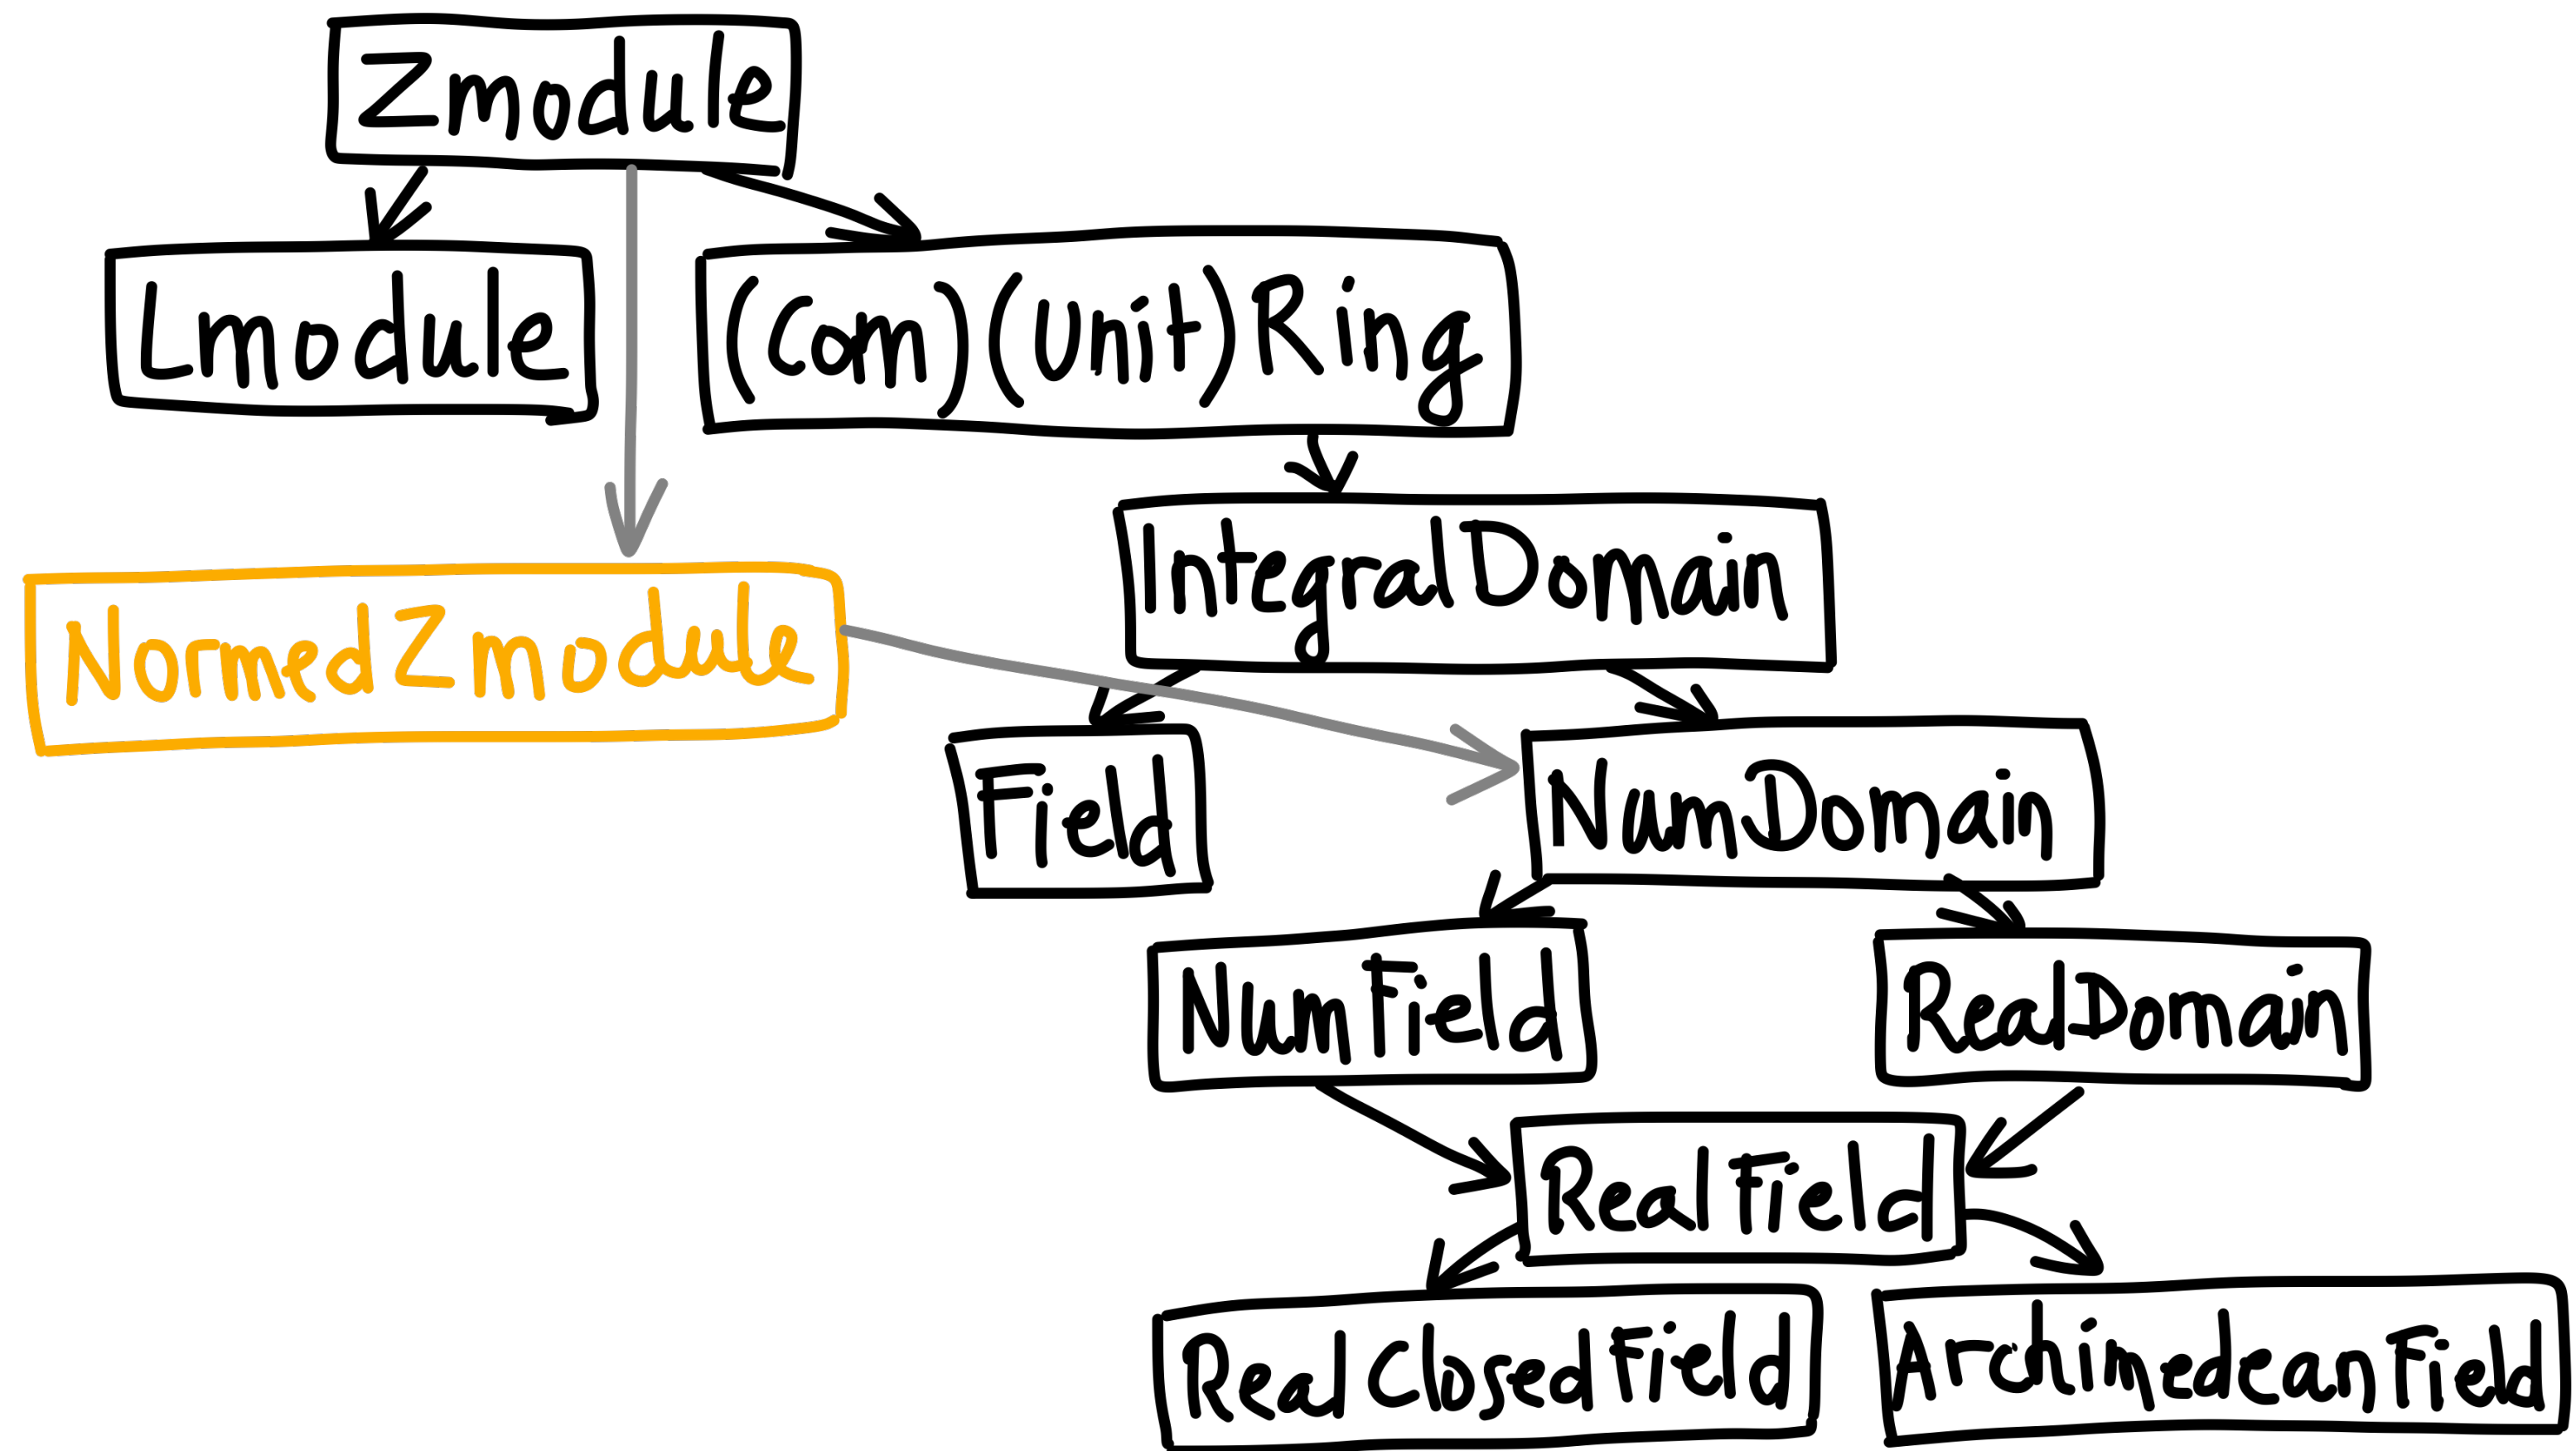 Zmodule
Lmodule
(Com)(Unit)Ring
IntegralDomain
NormedZmodule
Field
NumDomain
NumField
RealDomain
RealField
RealClosedField
ArchimedeanField